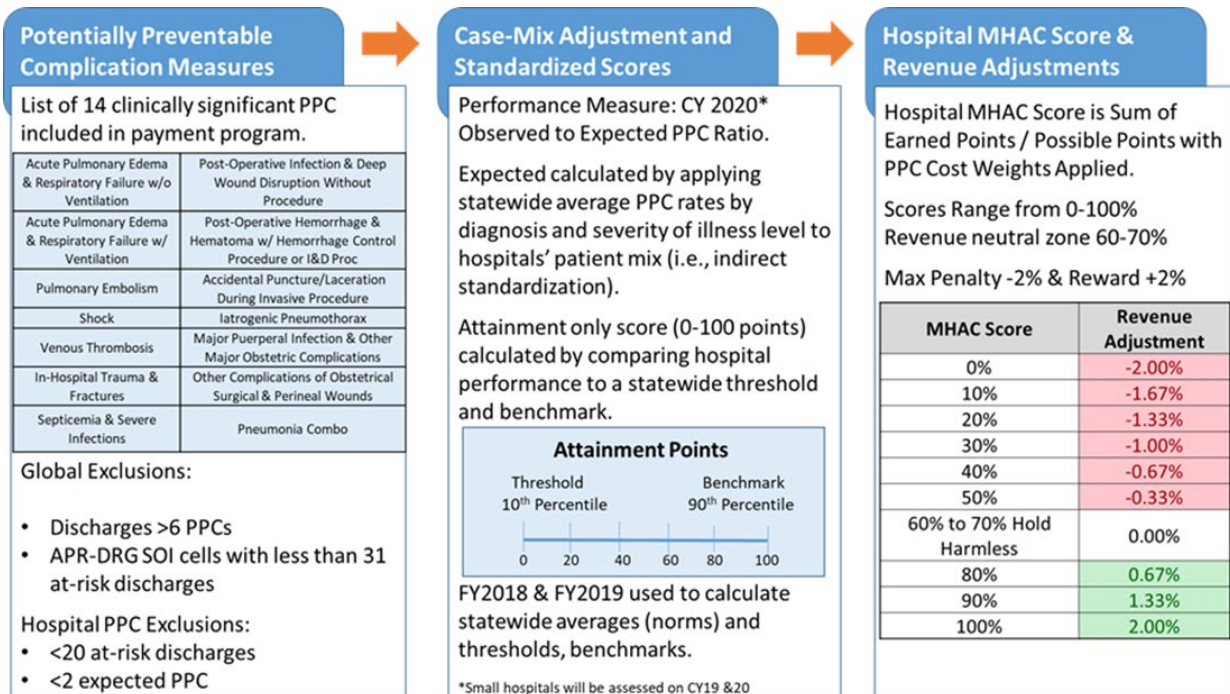 Potentially Preventable
Complication Measures
List of 14 clinically significant PPC
included in payment program.
Acute Pulmonary Edema
& Respiratory Failure w/o
Ventilation
Post-Operative Infection & Deep
Wound Disruption Without
Procedure
Acute Pulmonary Edema
& Respiratory Failure w/
Ventilation
Post-Operative Hemorrhage &
Hematoma w/ Hemorrhage Control
Procedure or I&D Proc
Pulmonary Embolism
Accidental Puncture/Laceration
During Invasive Procedure
Shock
Iatrogenic Pneumothorax
Venous Thrombosis
Major Puerperal Infection & Other
Major Obstetric Complications
In-Hospital Trauma &
Fractures
Other Complications of Obstetrical
Surgical & Perineal Wounds
Septicemia & Severe
Infections
Pneumonia Combo
Global Exclusions:
• Discharges >6 PPCs
• APR-DRG SOI cells with less than 31
at-risk discharges
Hospital PPC Exclusions:
• <20 at-risk discharges
• <2 expected PPC
Case-Mix Adjustment and
Standardized Scores
Performance Measure: CY 2020*
Observed to Expected PPC Ratio.
Expected calculated by applying
statewide average PPC rates by
diagnosis and severity of illness level to
hospitals' patient mix (i.e., indirect
standardization).
Attainment only score (0-100 points)
calculated by comparing hospital
performance to a statewide threshold
and benchmark.
Attainment Points
Threshold
10th Percentile
Benchmark
90th Percentile
0 20 40 60 80 100
FY2018 & FY2019 used to calculate
statewide averages (norms) and
thresholds, benchmarks.
*Small hospitals will be assessed on CY19 &20
Hospital MHAC Score &
Revenue Adjustments
Hospital MHAC Score is Sum of
Earned Points / Possible Points with
PPC Cost Weights Applied.
Scores Range from 0-100%
Revenue neutral zone 60-70%
Max Penalty -2% & Reward +2%
MHAC Score
Revenue
Adjustment
0% -2.00%
10% -1.67%
20% -1.33%
30% -1.00%
40% -0.67%
50% -0.33%
60% to 70% Hold
Harmless
0.00%
80% 0.67%
90% 1.33%
100% 2.00%